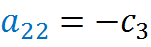 a₂₂ = −c₃